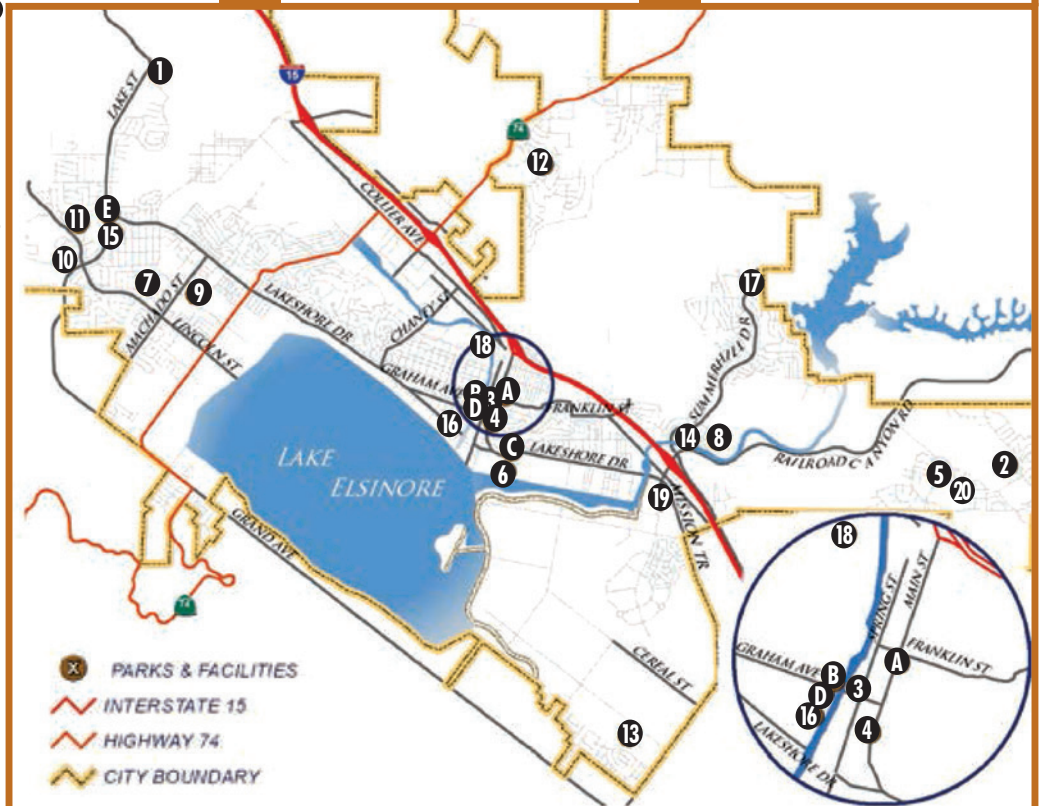 1
LAKE ST
15
74
12
COLLIER AVE
E
11
15
10
7
9
17
MACHADO ST
LINCOLN ST
LAKESHORE DR
CHANEY ST
18
SUMMERHILL DR
GRAHAM AVE
B
3
A
D
4
FRANKLIN ST
16
C
LAKESHORE DR
14
8
RAILROAD CANYON RD
6
5
20
2
19
MISSION TR
LAKE
ELSINORE
GRAND AVE
74
CEREAL ST
13
X PARKS & FACILITIES
INTERSTATE 15
HIGHWAY 74
CITY BOUNDARY
18
SPRING ST
MAIN ST
GRAHAM AVE
FRANKLIN ST
A
B
3
D
16
4
LAKESHORE DR